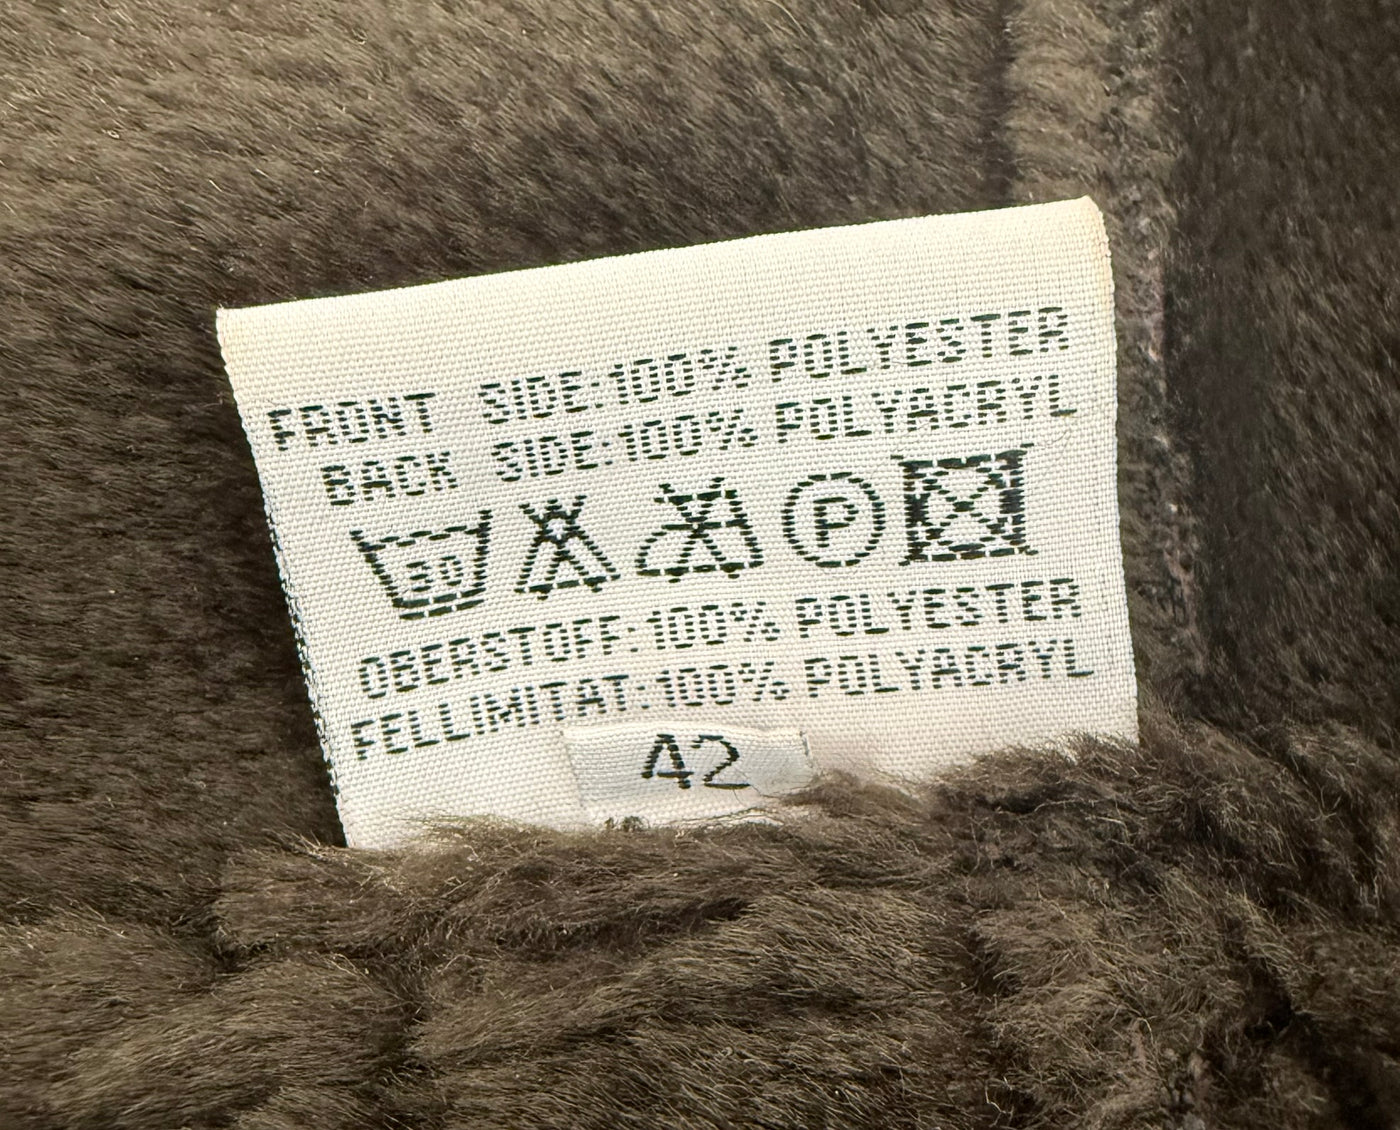 FRONT SIDE:100% POLYESTER
BACK SIDE:100% POLYACRYL
30 P
OBERSTOFF:100% POLYESTER
FELLIMITAT:100% POLYACRYL
42